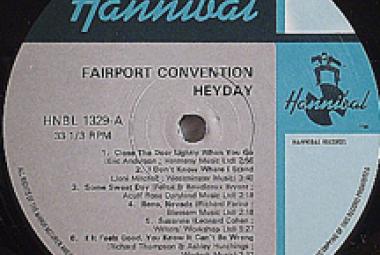 Hannibal
FAIRPORT CONVENTION
HEYDAY
HNBL 1329-A
33 1/3 RPM
Hannibal
HANNIBAL RECORDS
1. Close The Door Lightly When You Go
(Eric Anderson ; Harmony Music Ltd) 2:56
2. I Don't Know Where I Stand
(Joni Mitchell ; Westminster Music) 3:40
3. Some Sweet Day (Felice & Boudleaux Bryant ;
Acuff Rose Music Ltd) 2:18
4. Reno, Nevada (Richard Farina ;
Blossom Music Ltd) 2:18
5. Suzanne (Leonard Cohen ;
Writers' Workshop Ltd) 5:27
6. If It Feels Good, You Know It Can't Be Wrong
(Richard Thompson & Ashley Hutchings ;